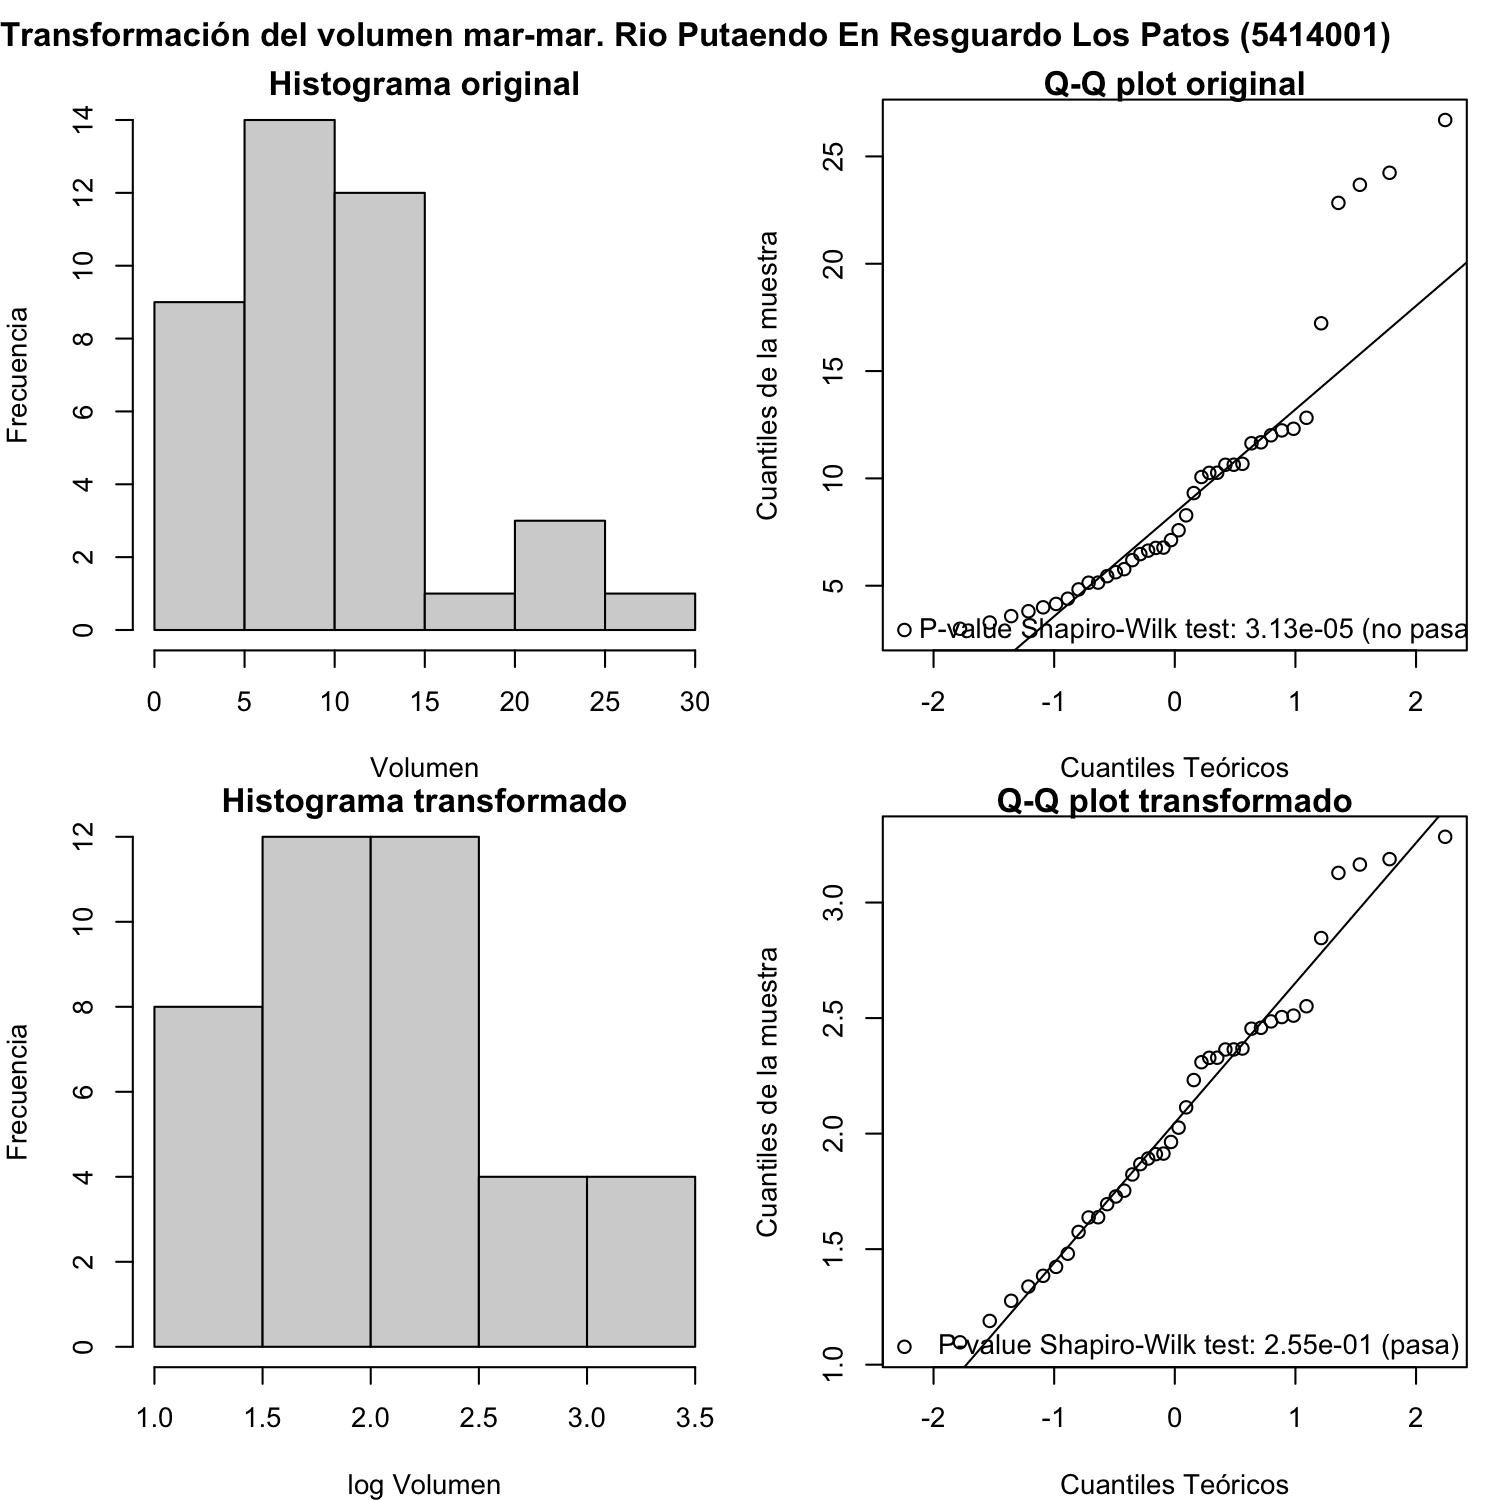 Transformación del volumen mar-mar. Rio Putaendo En Resguardo Los Patos (5414001)
Histograma original
Frecuencia
0 2 4 6 8 10 12 14
0 5 10 15 20 25 30
Volumen
Q-Q plot original
Cuantiles de la muestra
5 10 15 20 25
P-value Shapiro-Wilk test: 3.13e-05 (no pasa
-2 -1 0 1 2
Cuantiles Teóricos
Histograma transformado
Frecuencia
0 2 4 6 8 10 12
1.0 1.5 2.0 2.5 3.0 3.5
log Volumen
Q-Q plot transformado
Cuantiles de la muestra
1.0 1.5 2.0 2.5 3.0
P-value Shapiro-Wilk test: 2.55e-01 (pasa)
-2 -1 0 1 2
Cuantiles Teóricos